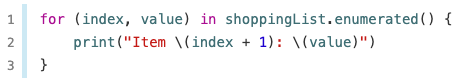 1 for (index, value) in shoppingList.enumerated() {
2     print("Item \(index + 1): \(value)")
3 }